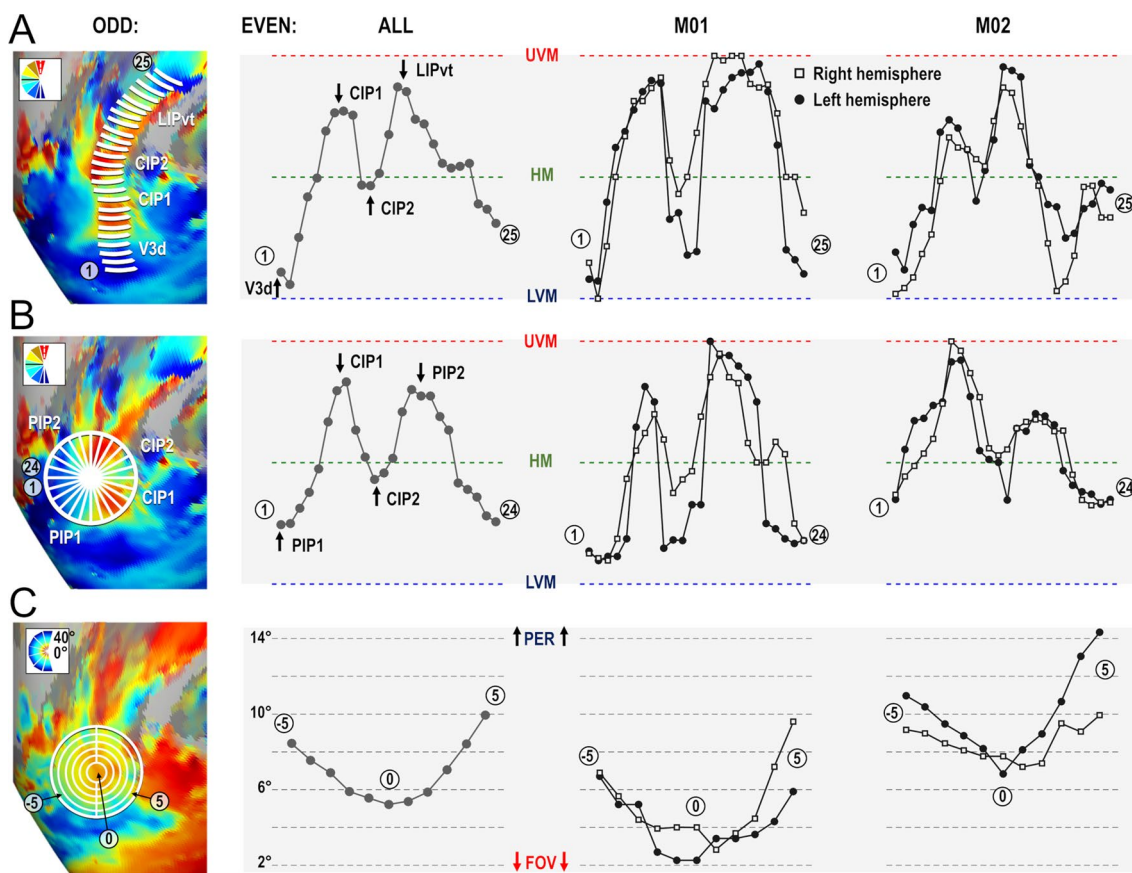 A ODD: EVEN: ALL M01 M02
25
LIPvt
CIP2
CIP1
V3d
1
UVM
HM
LVM
CIP1
LIPvt
CIP2
1
V3d
25
1
25
Right hemisphere
Left hemisphere
1
25
B
PIP2
24
1
PIP1
CIP2
CIP1
UVM
HM
LVM
CIP1
PIP2
CIP2
1
PIP1
24
1
24
1
24
C
40°
0°
-5
5
0
14°
10°
6°
2°
PER
FOV
-5
0
5
-5
0
5
-5
0
5